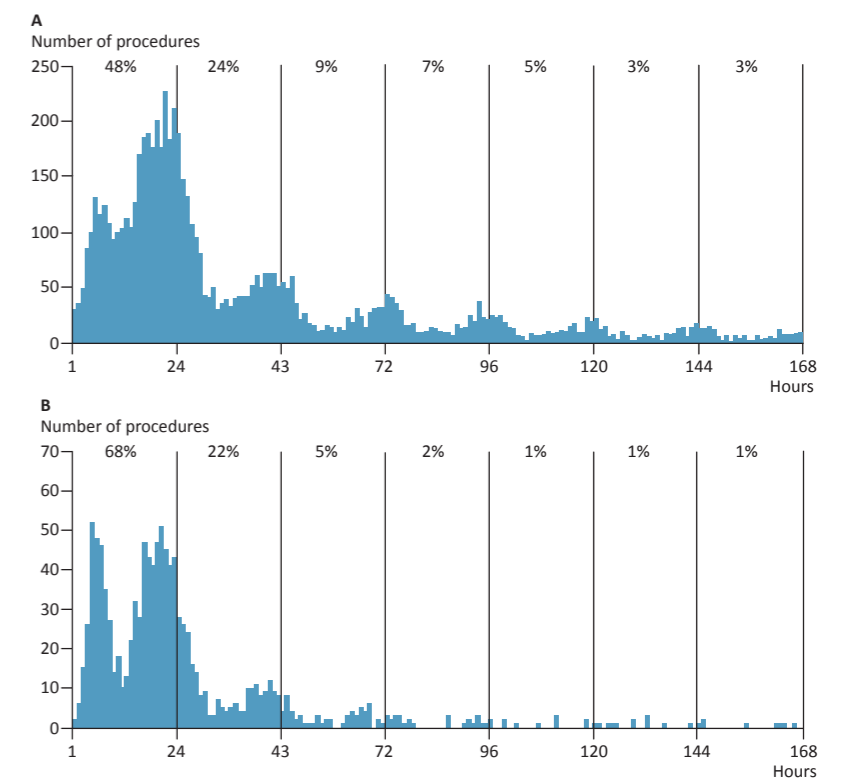 A
Number of procedures
250 48% 24% 9% 7% 5% 3% 3%
200
150
100
50
0
1 24 43 72 96 120 144 168
Hours
B
Number of procedures
70 68% 22% 5% 2% 1% 1% 1%
60
50
40
30
20
10
0
1 24 43 72 96 120 144 168
Hours